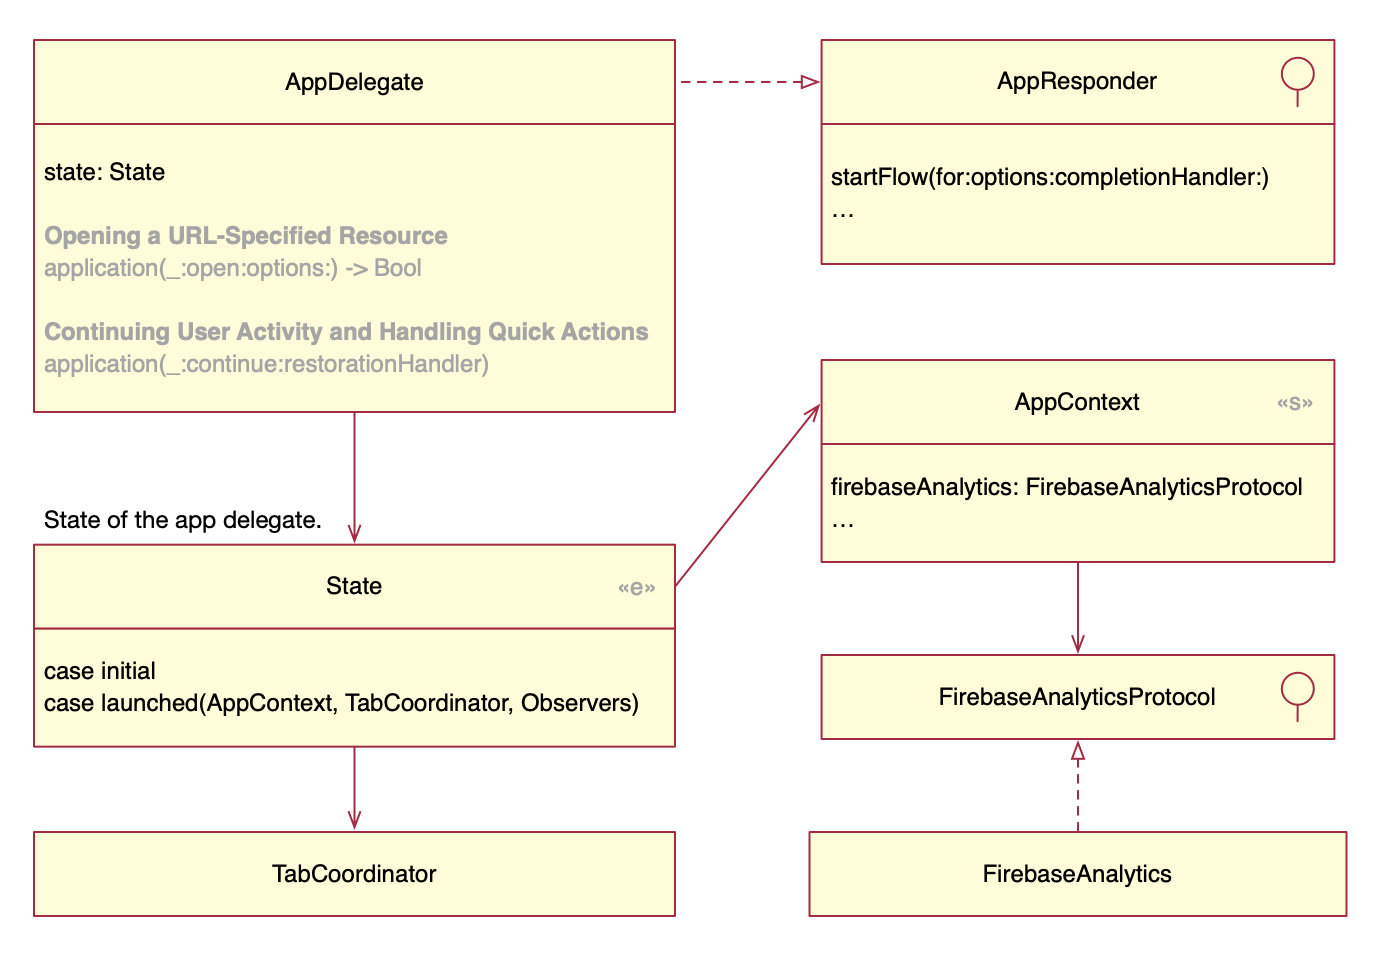 AppDelegate
state: State
Opening a URL-Specified Resource
application(_:open:options:) -> Bool
Continuing User Activity and Handling Quick Actions
application(_:continue:restorationHandler)
AppResponder
startFlow(for:options:completionHandler:)
…
AppContext
«s»
firebaseAnalytics: FirebaseAnalyticsProtocol
…
State of the app delegate.
State
«e»
case initial
case launched(AppContext, TabCoordinator, Observers)
FirebaseAnalyticsProtocol
TabCoordinator
FirebaseAnalytics